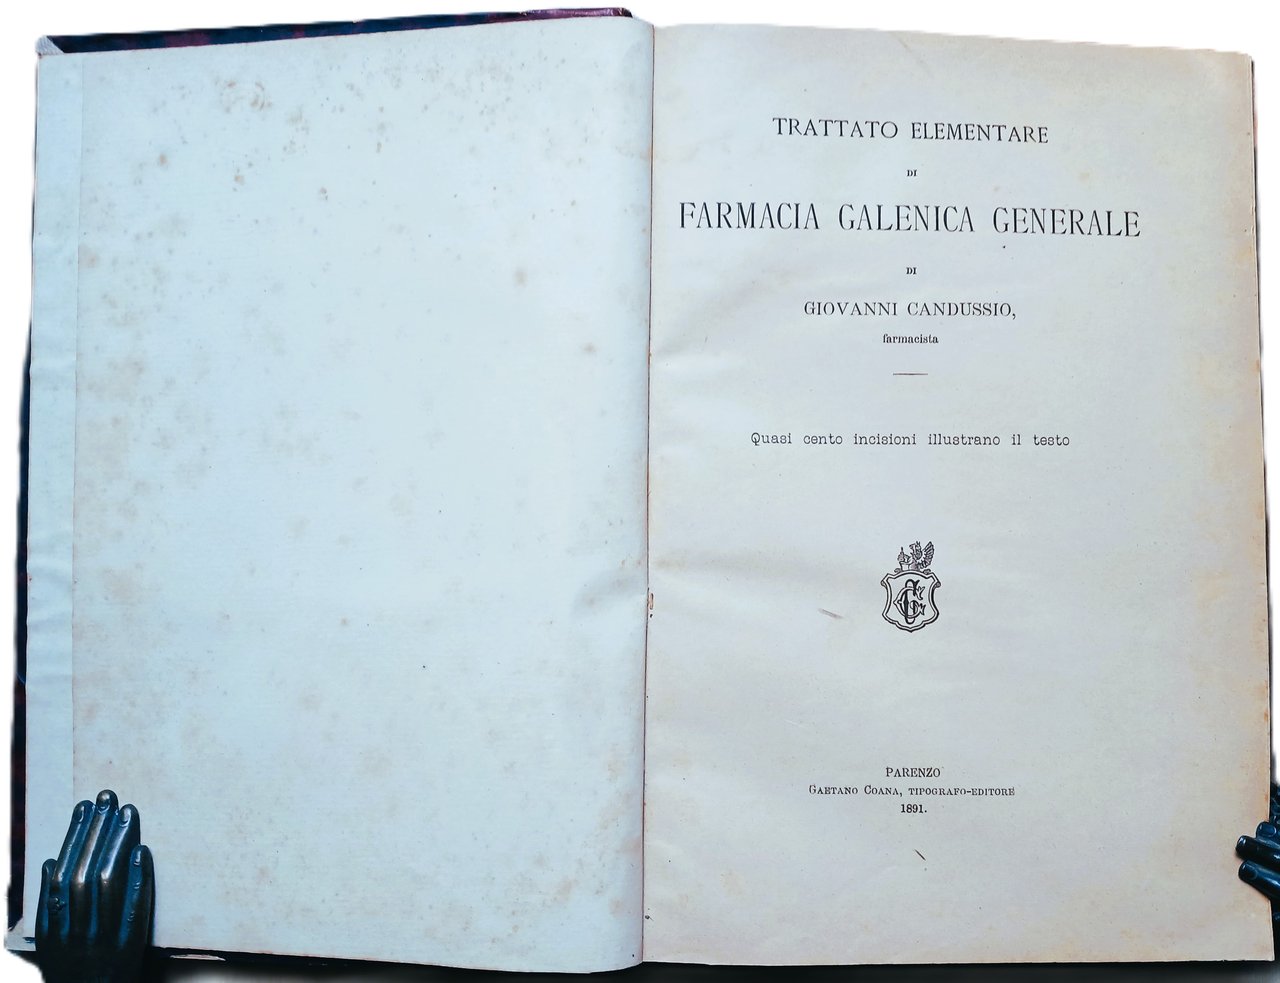 TRATTATO ELEMENTARE
DI
FARMACIA GALENICA GENERALE
DI
GIOVANNI CANDUSSIO,
farmacista
Quasi cento incisioni illustrano il testo
GC
PARENZO
GAETANO COANA, TIPOGRAFO-EDITORE
1891.